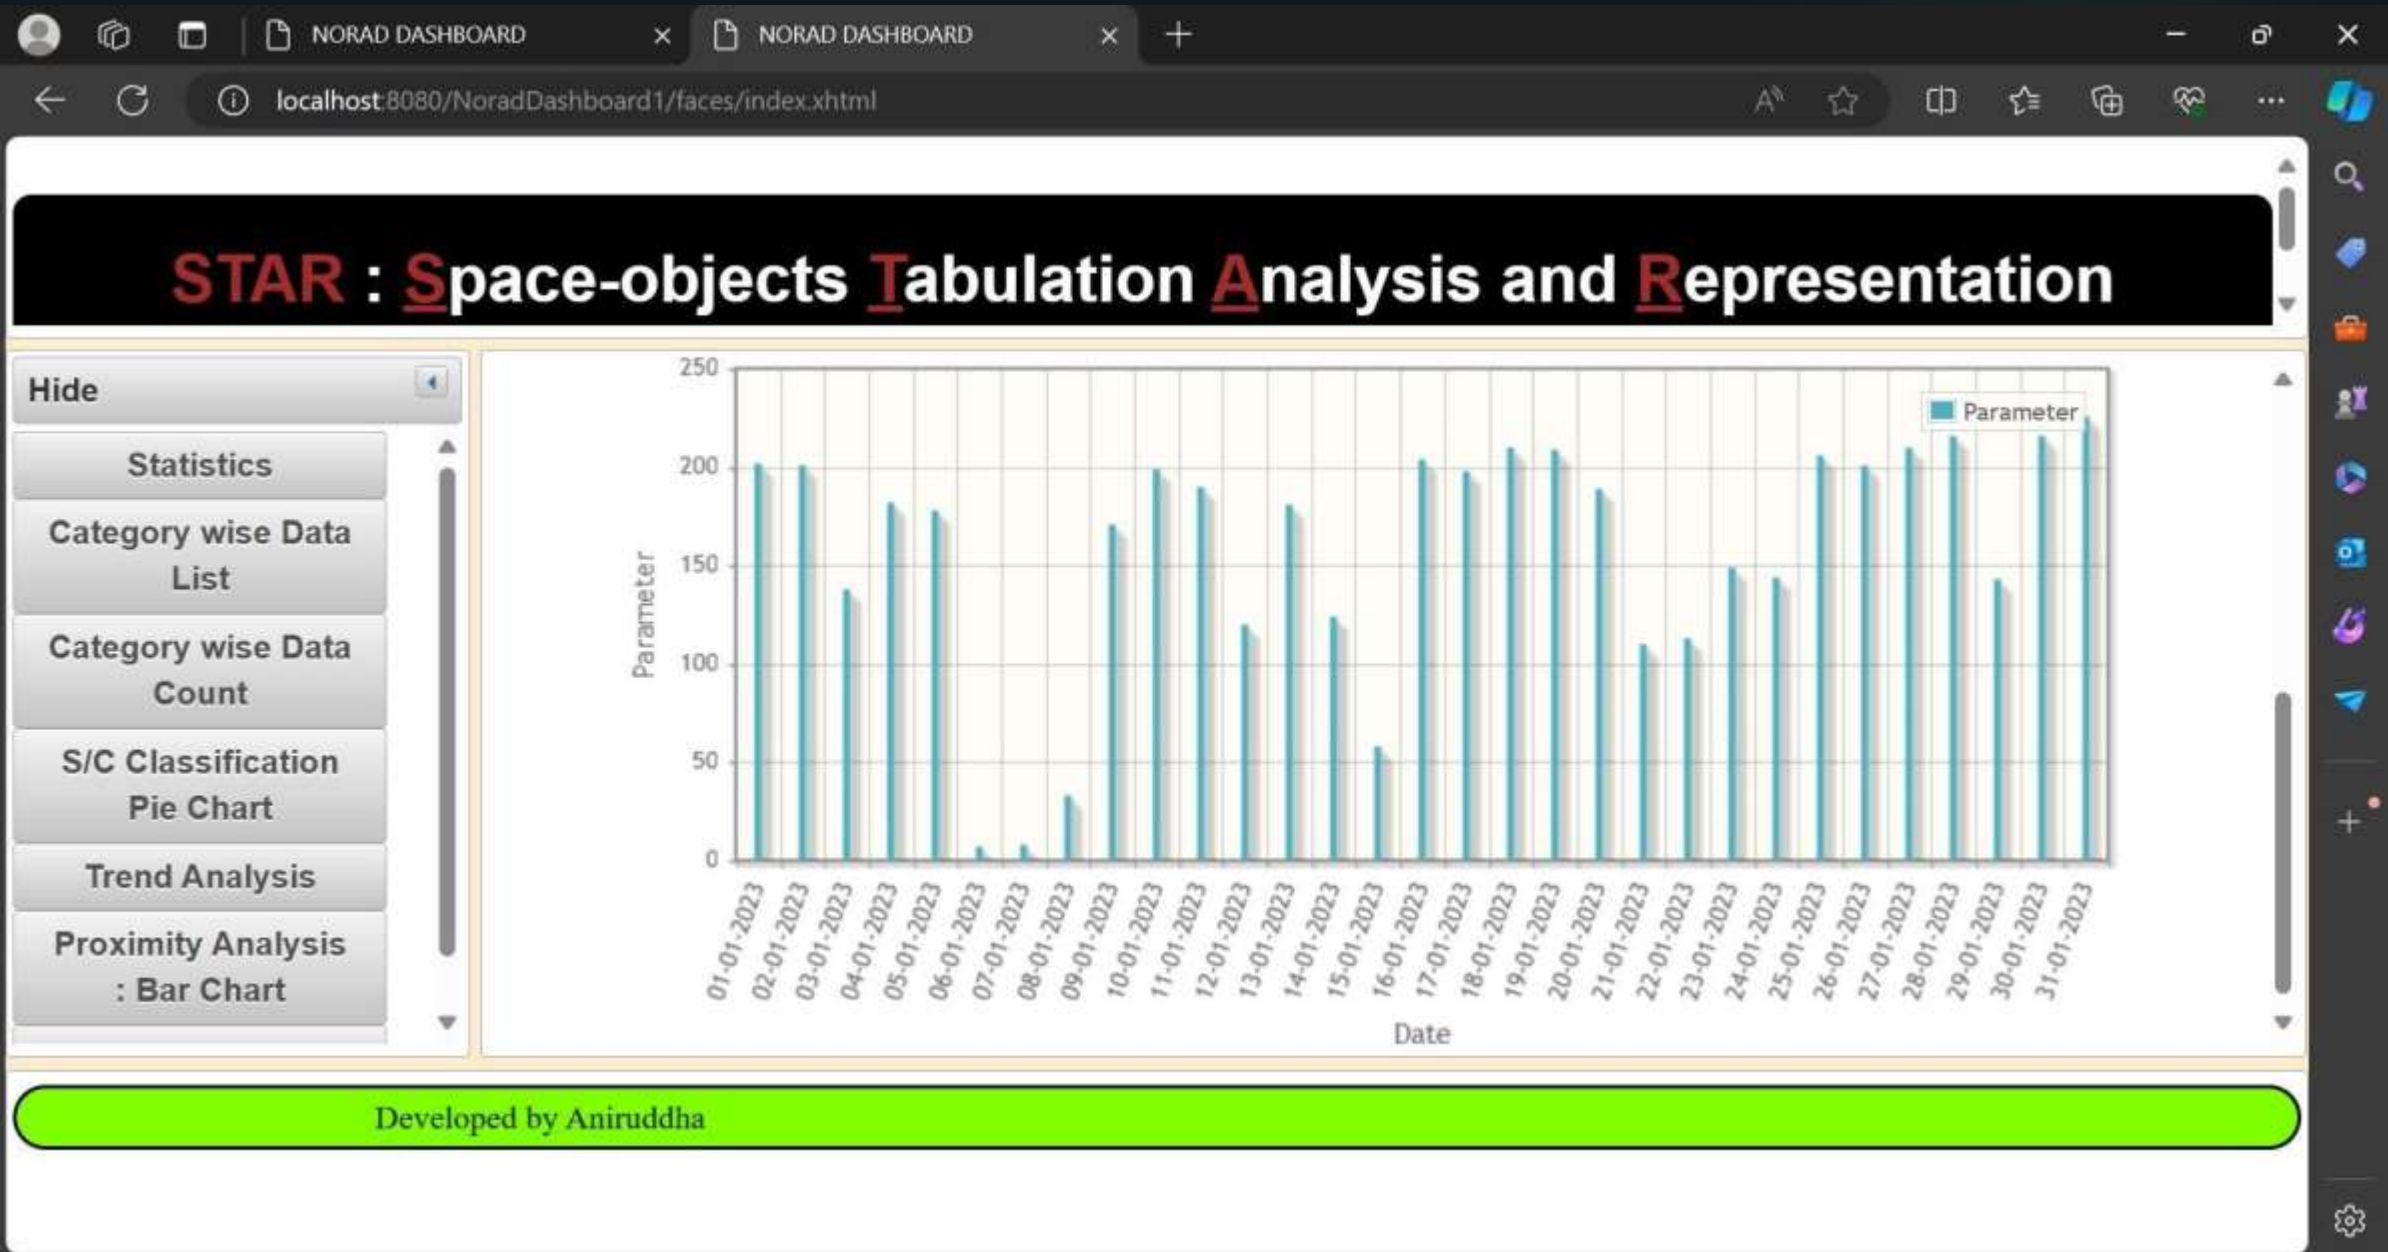 NORAD DASHBOARD
NORAD DASHBOARD
localhost:8080/NoradDashboard1/faces/index.xhtml
STAR : Space-objects Tabulation Analysis and Representation
Hide
Statistics
Category wise Data
List
Category wise Data
Count
S/C Classification
Pie Chart
Trend Analysis
Proximity Analysis
: Bar Chart
Parameter
250
200
150
100
50
0
Parameter
01-01-2023
02-01-2023
03-01-2023
04-01-2023
05-01-2023
06-01-2023
07-01-2023
08-01-2023
09-01-2023
10-01-2023
11-01-2023
12-01-2023
13-01-2023
14-01-2023
15-01-2023
16-01-2023
17-01-2023
18-01-2023
19-01-2023
20-01-2023
21-01-2023
22-01-2023
23-01-2023
24-01-2023
25-01-2023
26-01-2023
27-01-2023
28-01-2023
29-01-2023
30-01-2023
31-01-2023
Date
Developed by Aniruddha